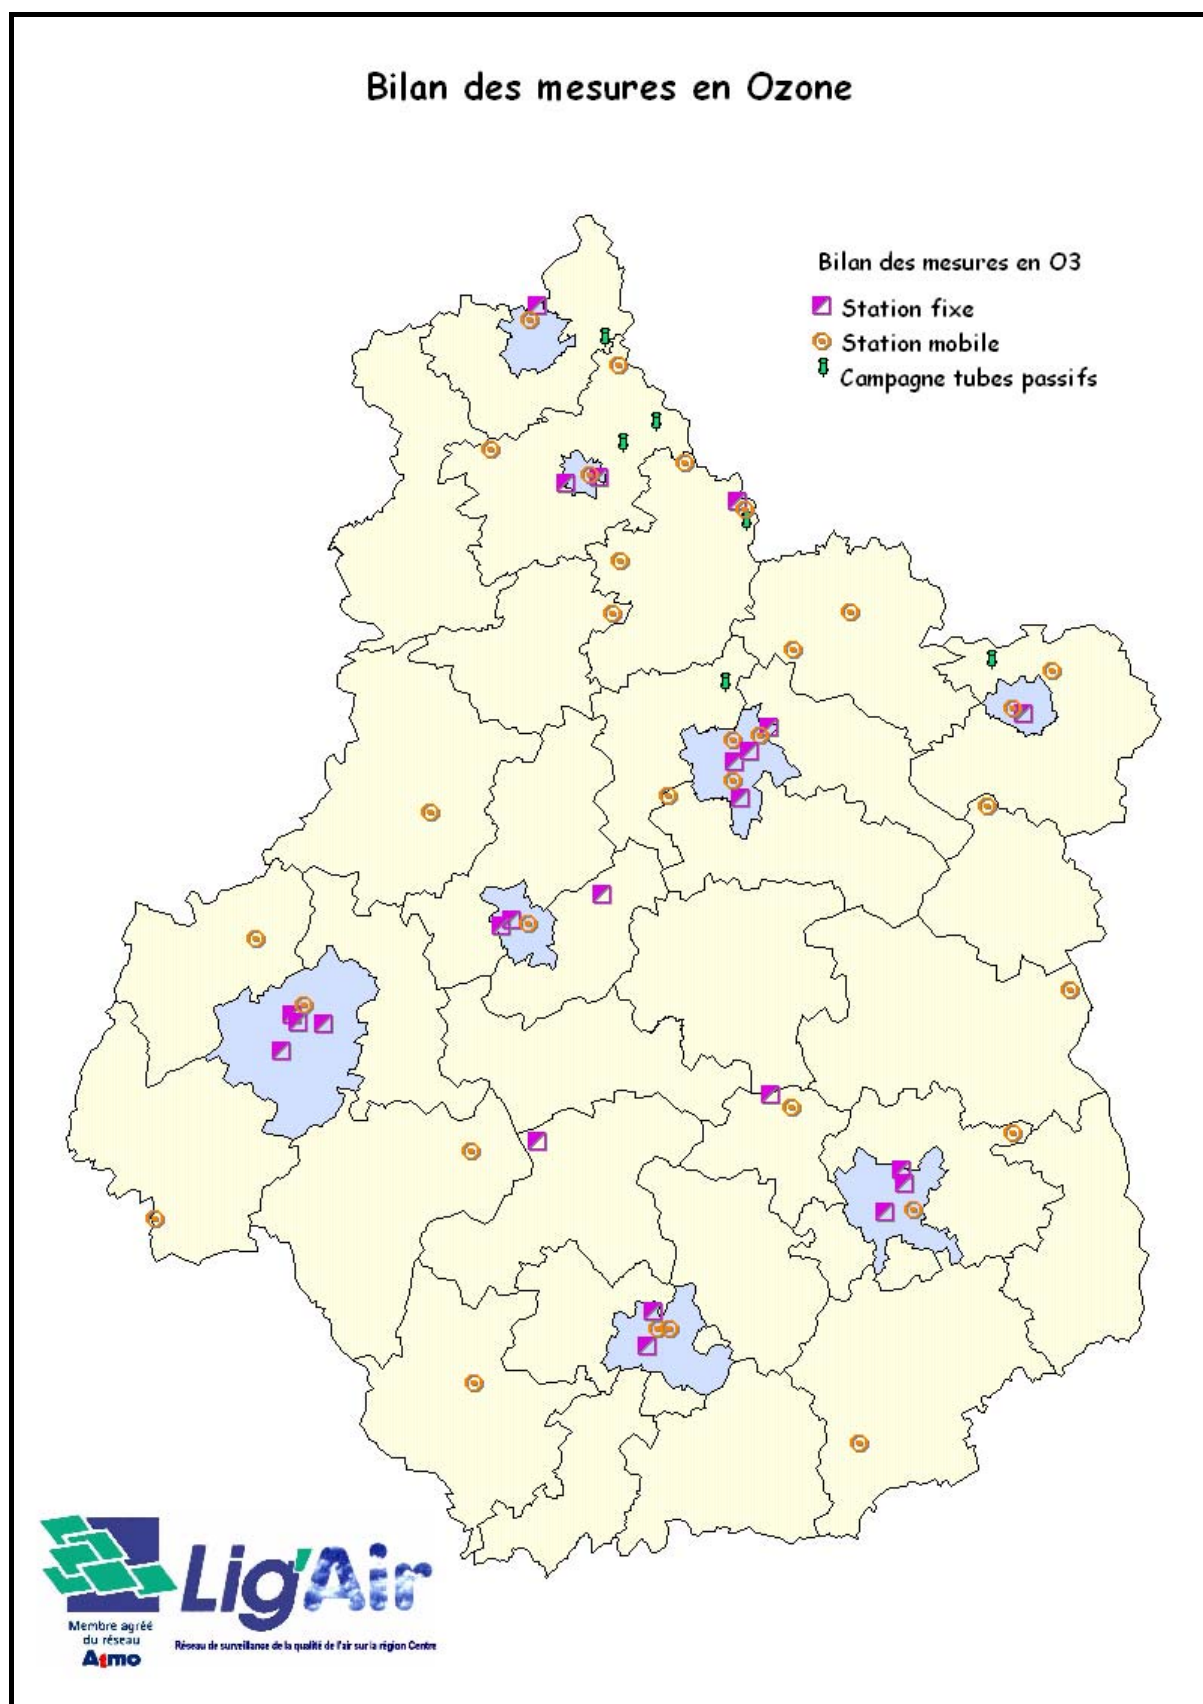 Bilan des mesures en Ozone
Bilan des mesures en O3
Station fixe
Station mobile
Campagne tubes passifs
Lig'Air
Membre agréé
du réseau
Atmo
Réseau de surveillance de la qualité de l'air sur la région Centre